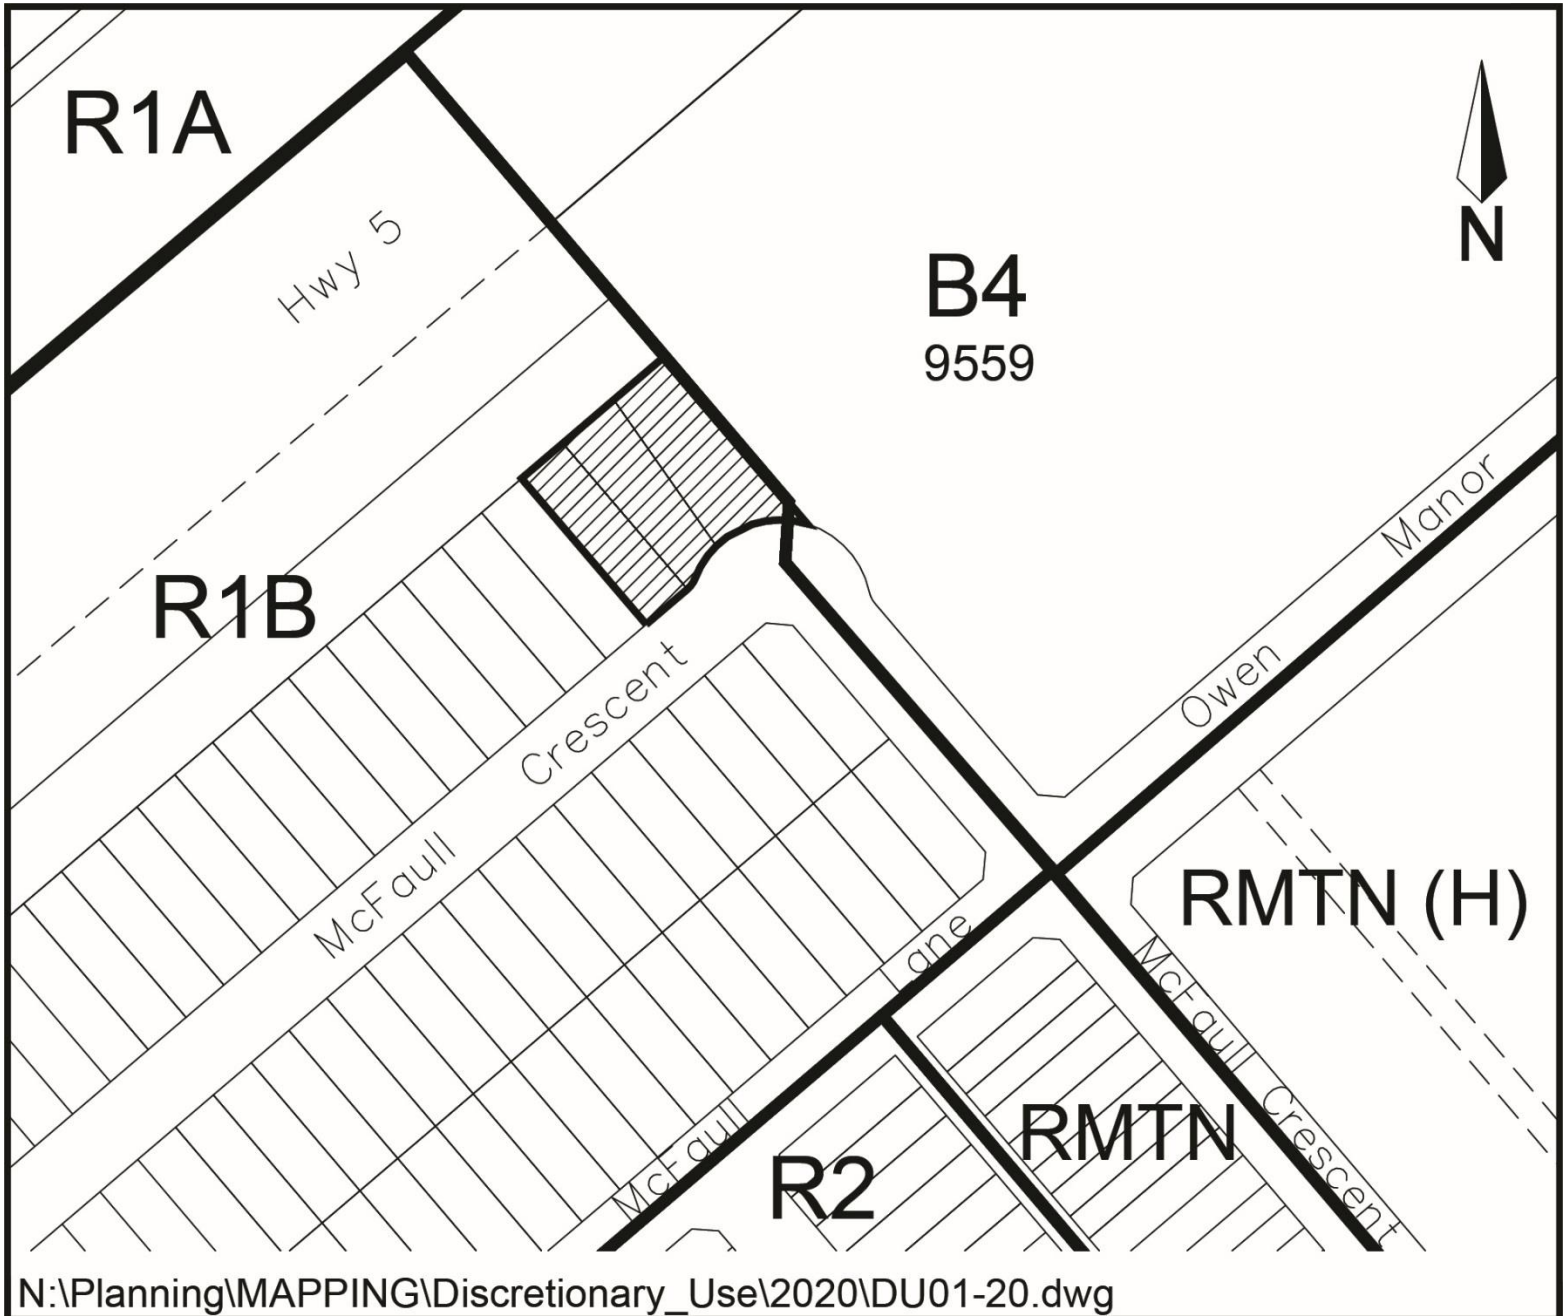 R1A
N
Hwy 5
B4
9559
Manor
R1B
Owen
Crescent
McFaull
RMTN (H)
Lane
McFaull Crescent
RMTN
McFaull
R2
N:\Planning\MAPPING\Discretionary_Use\2020\DU01-20.dwg